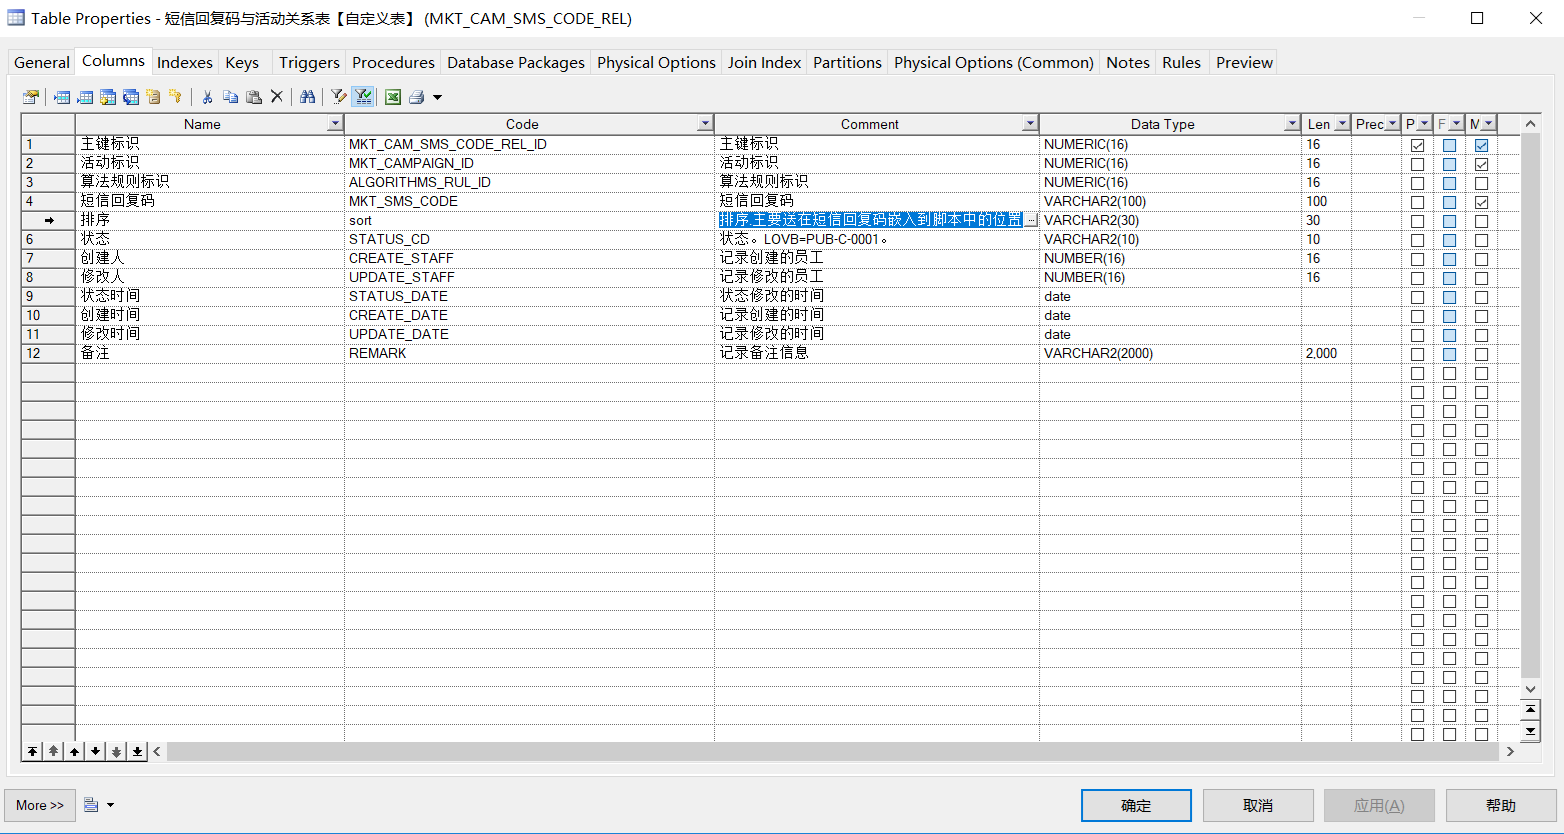 Table Properties - 短信回复码与活动关系表【自定义表】 (MKT_CAM_SMS_CODE_REL)
General Columns Indexes Keys Triggers Procedures Database Packages Physical Options Join Index Partitions Physical Options (Common) Notes Rules Preview
Name Code Comment Data Type Len Prec P F M
1 主键标识 MKT_CAM_SMS_CODE_REL_ID 主键标识 NUMERIC(16) 16
2 活动标识 MKT_CAMPAIGN_ID 活动标识 NUMERIC(16) 16
3 算法规则标识 ALGORITHMS_RUL_ID 算法规则标识 NUMERIC(16) 16
4 短信回复码 MKT_SMS_CODE 短信回复码 VARCHAR2(100) 100
排序 sort 排序.主要送在短信回复码嵌入到脚本中的位置 ... VARCHAR2(30) 30
6 状态 STATUS_CD 状态。LOVB=PUB-C-0001。 VARCHAR2(10) 10
7 创建人 CREATE_STAFF 记录创建的员工 NUMBER(16) 16
8 修改人 UPDATE_STAFF 记录修改的员工 NUMBER(16) 16
9 状态时间 STATUS_DATE 状态修改的时间 date
10 创建时间 CREATE_DATE 记录创建的时间 date
11 修改时间 UPDATE_DATE 记录修改的时间 date
12 备注 REMARK 记录备注信息 VARCHAR2(2000) 2,000
More >> 确定 取消 应用(A) 帮助